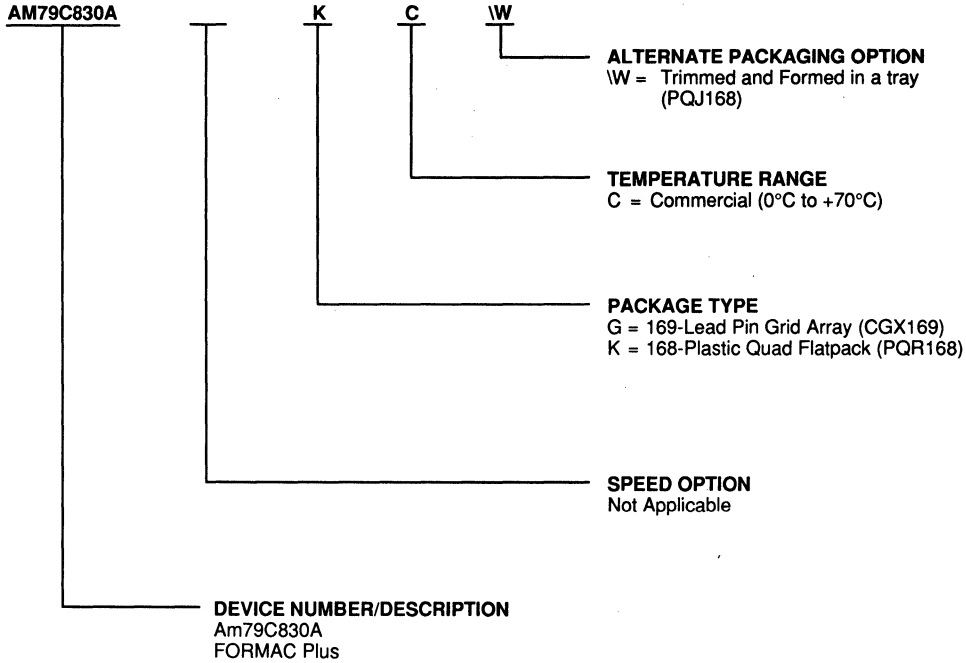 AM79C830A K C \W
ALTERNATE PACKAGING OPTION
\W = Trimmed and Formed in a tray
(PQJ168)
TEMPERATURE RANGE
C = Commercial (0°C to +70°C)
PACKAGE TYPE
G = 169-Lead Pin Grid Array (CGX169)
K = 168-Plastic Quad Flatpack (PQR168)
SPEED OPTION
Not Applicable
DEVICE NUMBER/DESCRIPTION
Am79C830A
FORMAC Plus